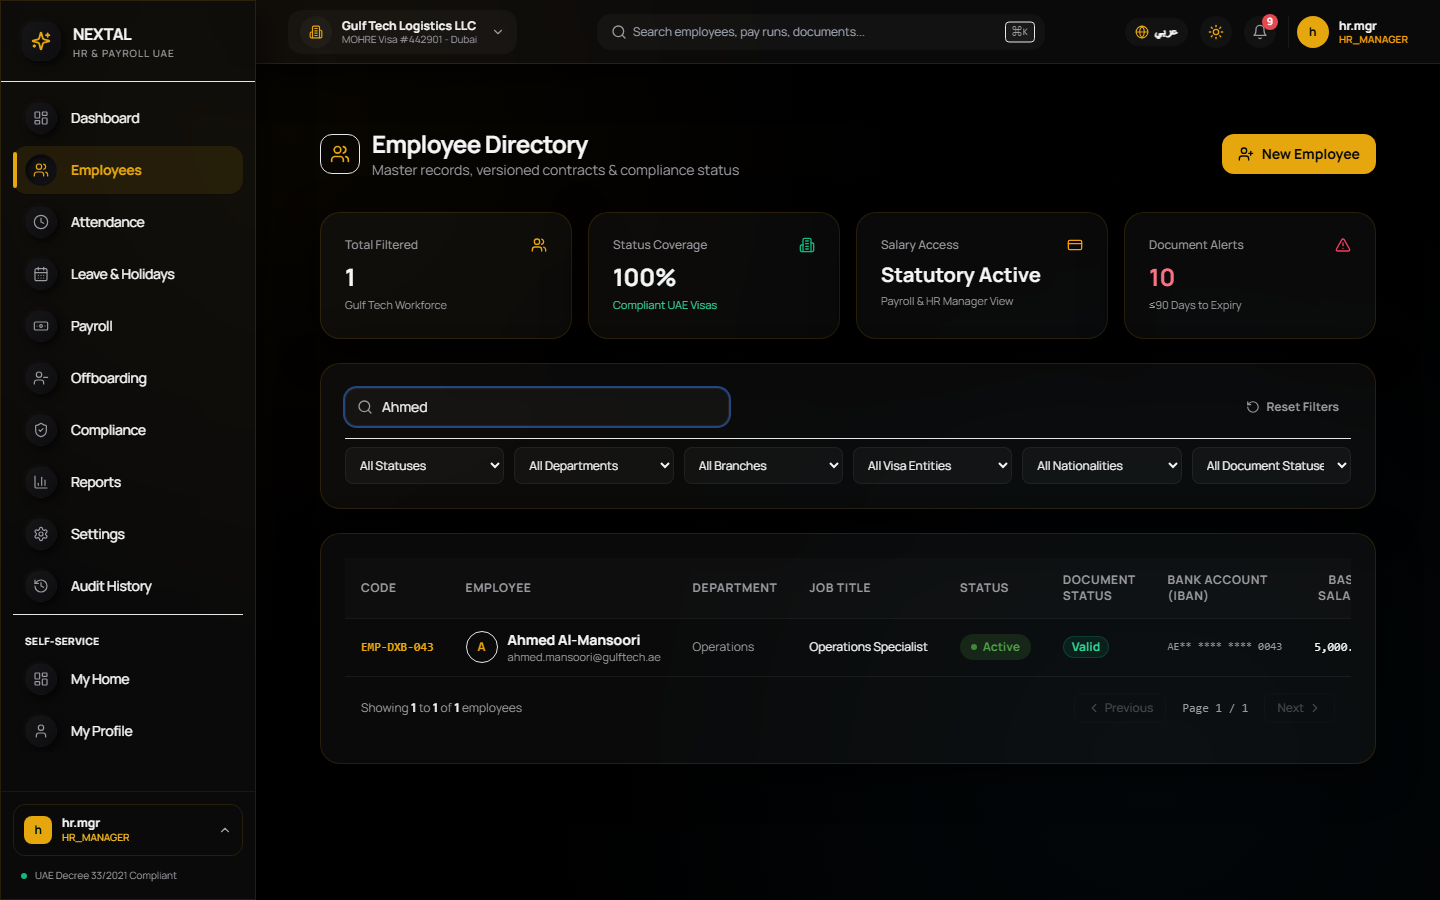 NEXTAL
HR & PAYROLL UAE
Dashboard
Employees
Attendance
Leave & Holidays
Payroll
Offboarding
Compliance
Reports
Settings
Audit History
SELF-SERVICE
My Home
My Profile
h
hr.mgr
HR_MANAGER
UAE Decree 33/2021 Compliant
Gulf Tech Logistics LLC
MOHRE Visa #442901 - Dubai
Search employees, pay runs, documents...
⌘K
عربي
9
h
hr.mgr
HR_MANAGER
Employee Directory
Master records, versioned contracts & compliance status
New Employee
Total Filtered
1
Gulf Tech Workforce
Status Coverage
100%
Compliant UAE Visas
Salary Access
Statutory Active
Payroll & HR Manager View
Document Alerts
10
≤90 Days to Expiry
Ahmed
Reset Filters
All Statuses
All Departments
All Branches
All Visa Entities
All Nationalities
All Document Statuse
CODE
EMPLOYEE
DEPARTMENT
JOB TITLE
STATUS
DOCUMENT STATUS
BANK ACCOUNT (IBAN)
BAS
SALA
EMP-DXB-043
A
Ahmed Al-Mansoori
ahmed.mansoori@gulftech.ae
Operations
Operations Specialist
Active
Valid
AE** **** **** 0043
5,000.
Showing 1 to 1 of 1 employees
Previous
Page 1 / 1
Next